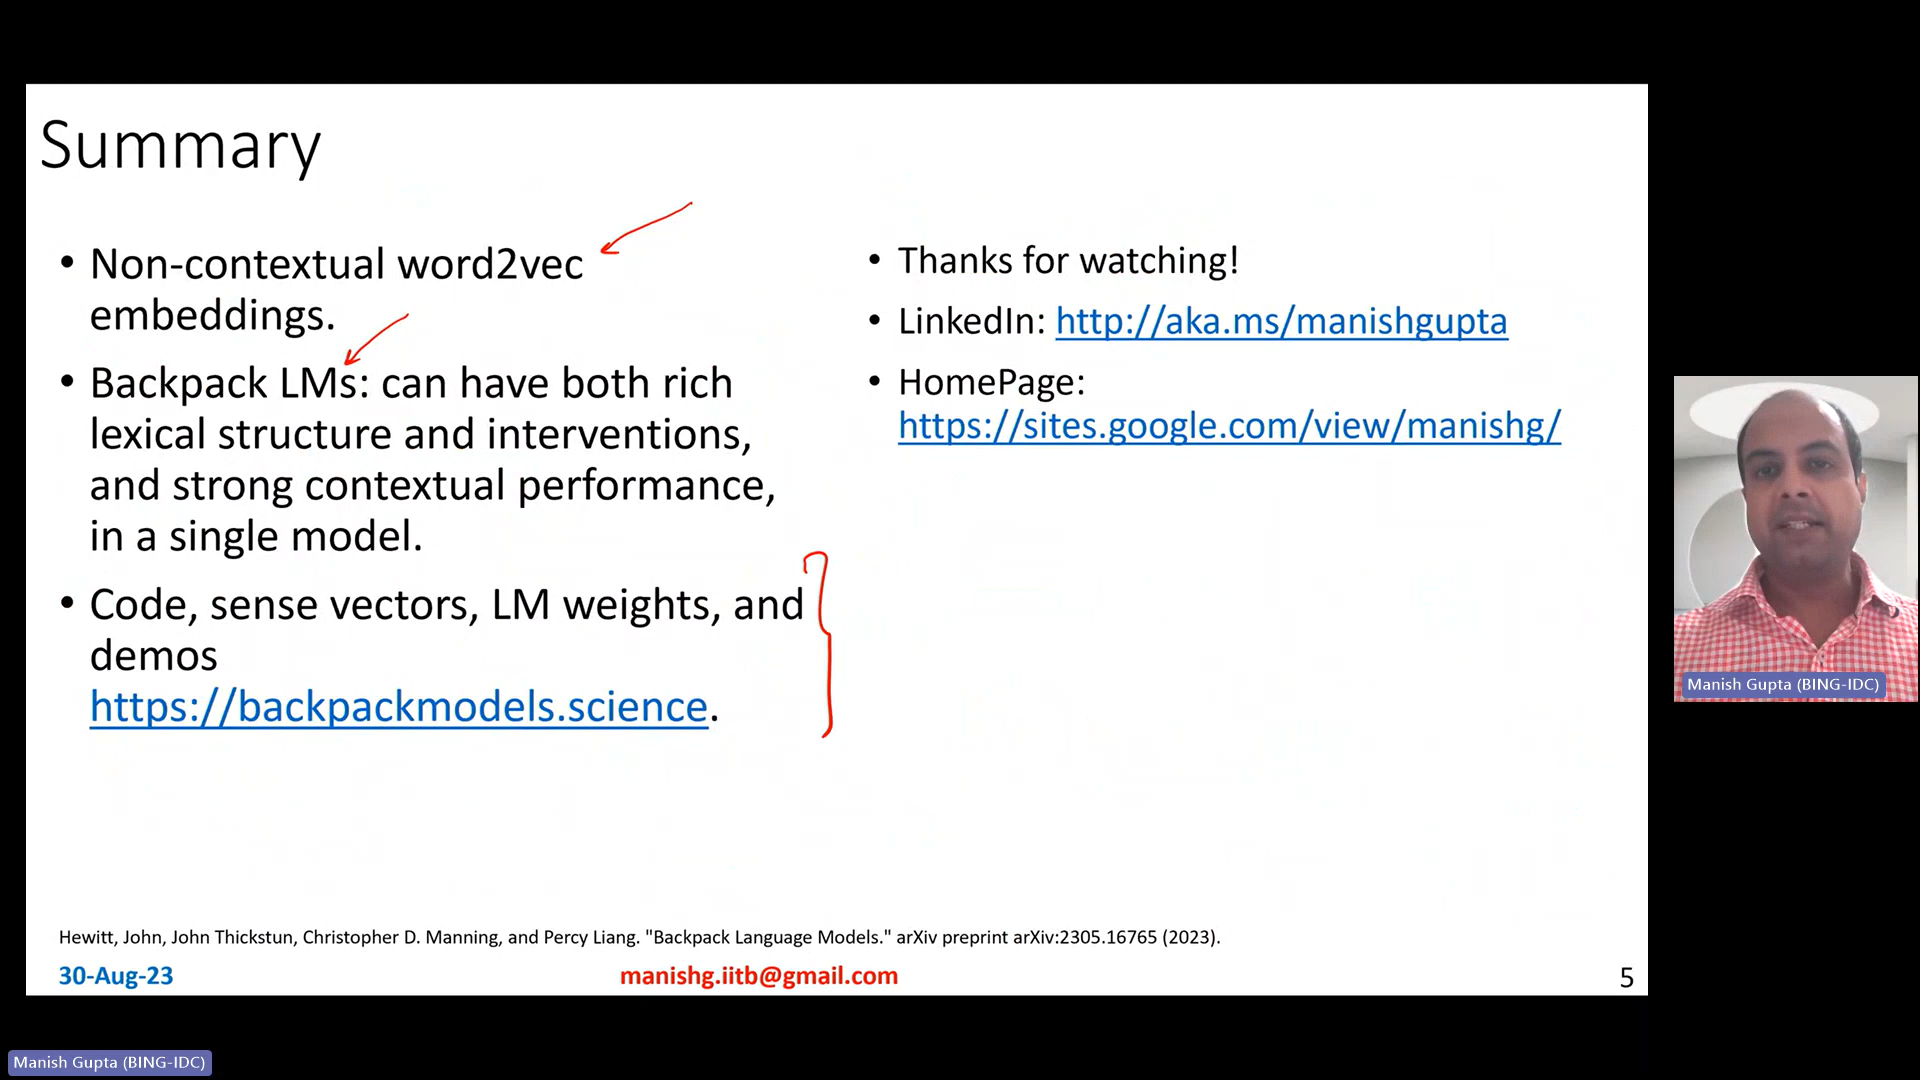 Summary
• Non-contextual word2vec
embeddings.
• Backpack LMs: can have both rich
lexical structure and interventions,
and strong contextual performance,
in a single model.
• Code, sense vectors, LM weights, and
demos
https://backpackmodels.science.
• Thanks for watching!
• LinkedIn: http://aka.ms/manishgupta
• HomePage:
https://sites.google.com/view/manishg/
Hewitt, John, John Thickstun, Christopher D. Manning, and Percy Liang. "Backpack Language Models." arXiv preprint arXiv:2305.16765 (2023).
30-Aug-23
manishg.iitb@gmail.com
5
Manish Gupta (BING-IDC)
Manish Gupta (BING-IDC)